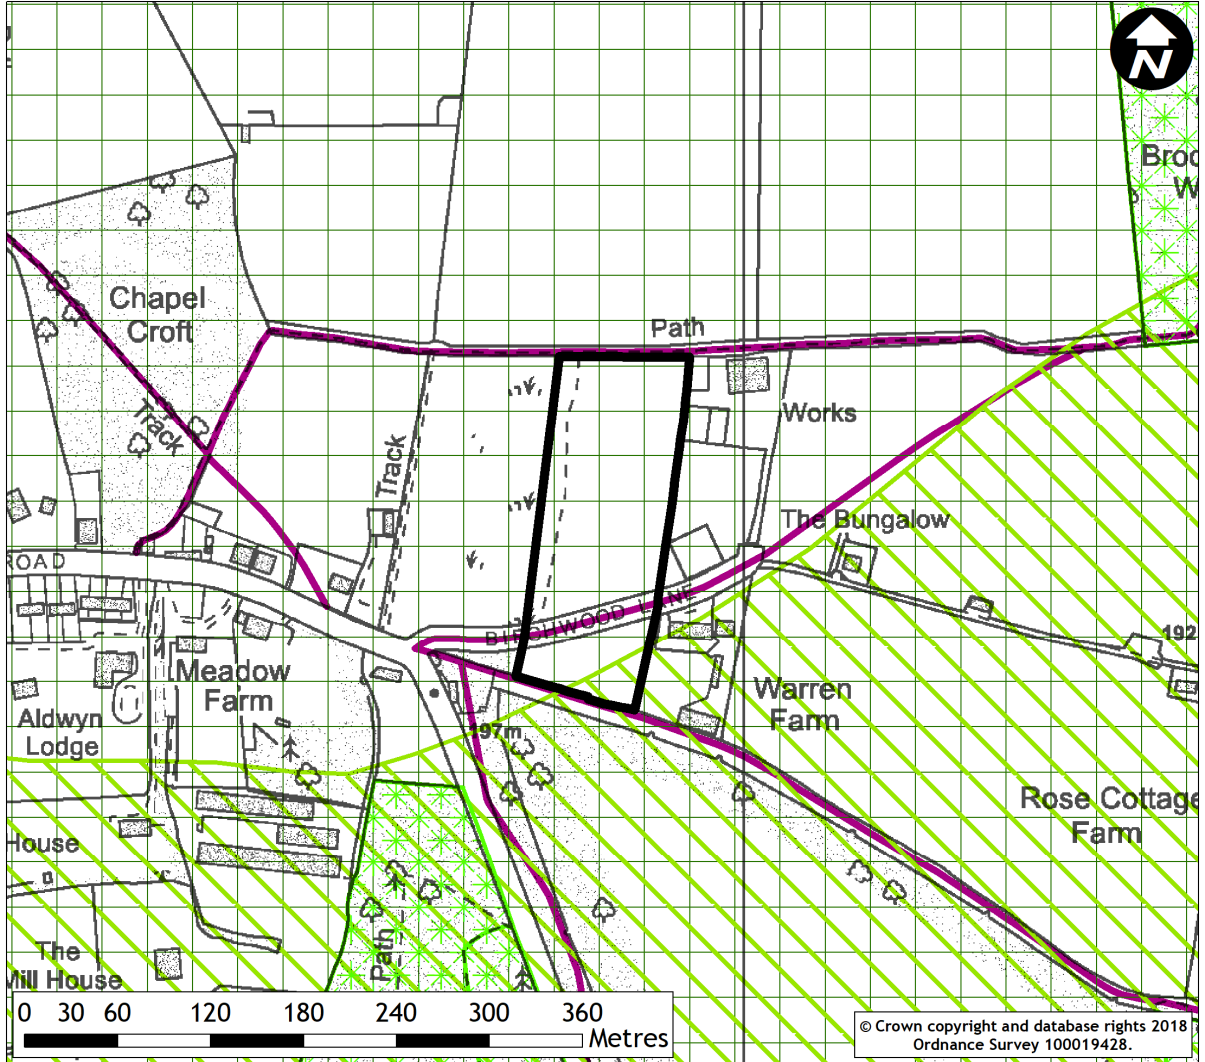 N
Path
Chapel
Croft
Track
Track
Works
The Bungalow
ROAD
BIRCHWOOD LANE
192
Meadow
Farm
Warren
Farm
Aldwyn
Lodge
197m
Rose Cottage
Farm
House
Path
The
Mill House
0 30 60 120 180 240 300 360
Metres
© Crown copyright and database rights 2018
Ordnance Survey 100019428.